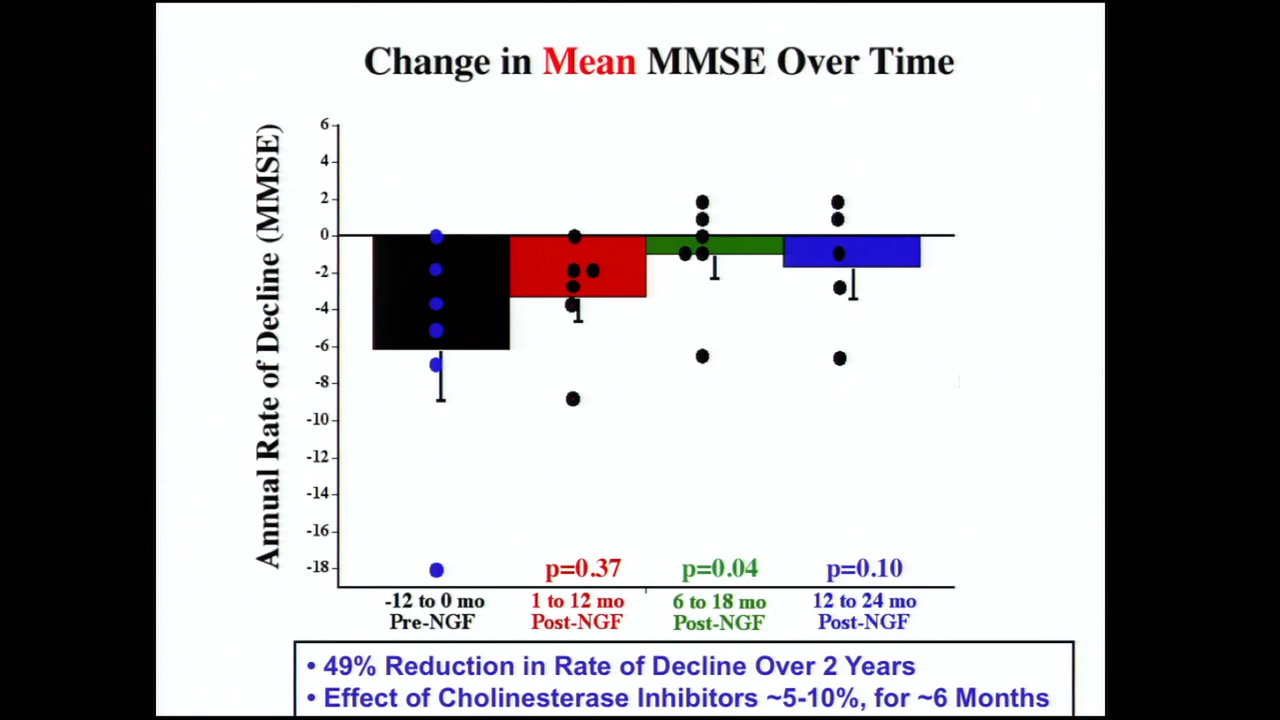 Change in Mean MMSE Over Time
Annual Rate of Decline (MMSE)
6
4
2
0
-2
-4
-6
-8
-10
-12
-14
-16
-18
p=0.37
p=0.04
p=0.10
-12 to 0 mo
Pre-NGF
1 to 12 mo
Post-NGF
6 to 18 mo
Post-NGF
12 to 24 mo
Post-NGF
• 49% Reduction in Rate of Decline Over 2 Years
• Effect of Cholinesterase Inhibitors ~5-10%, for ~6 Months